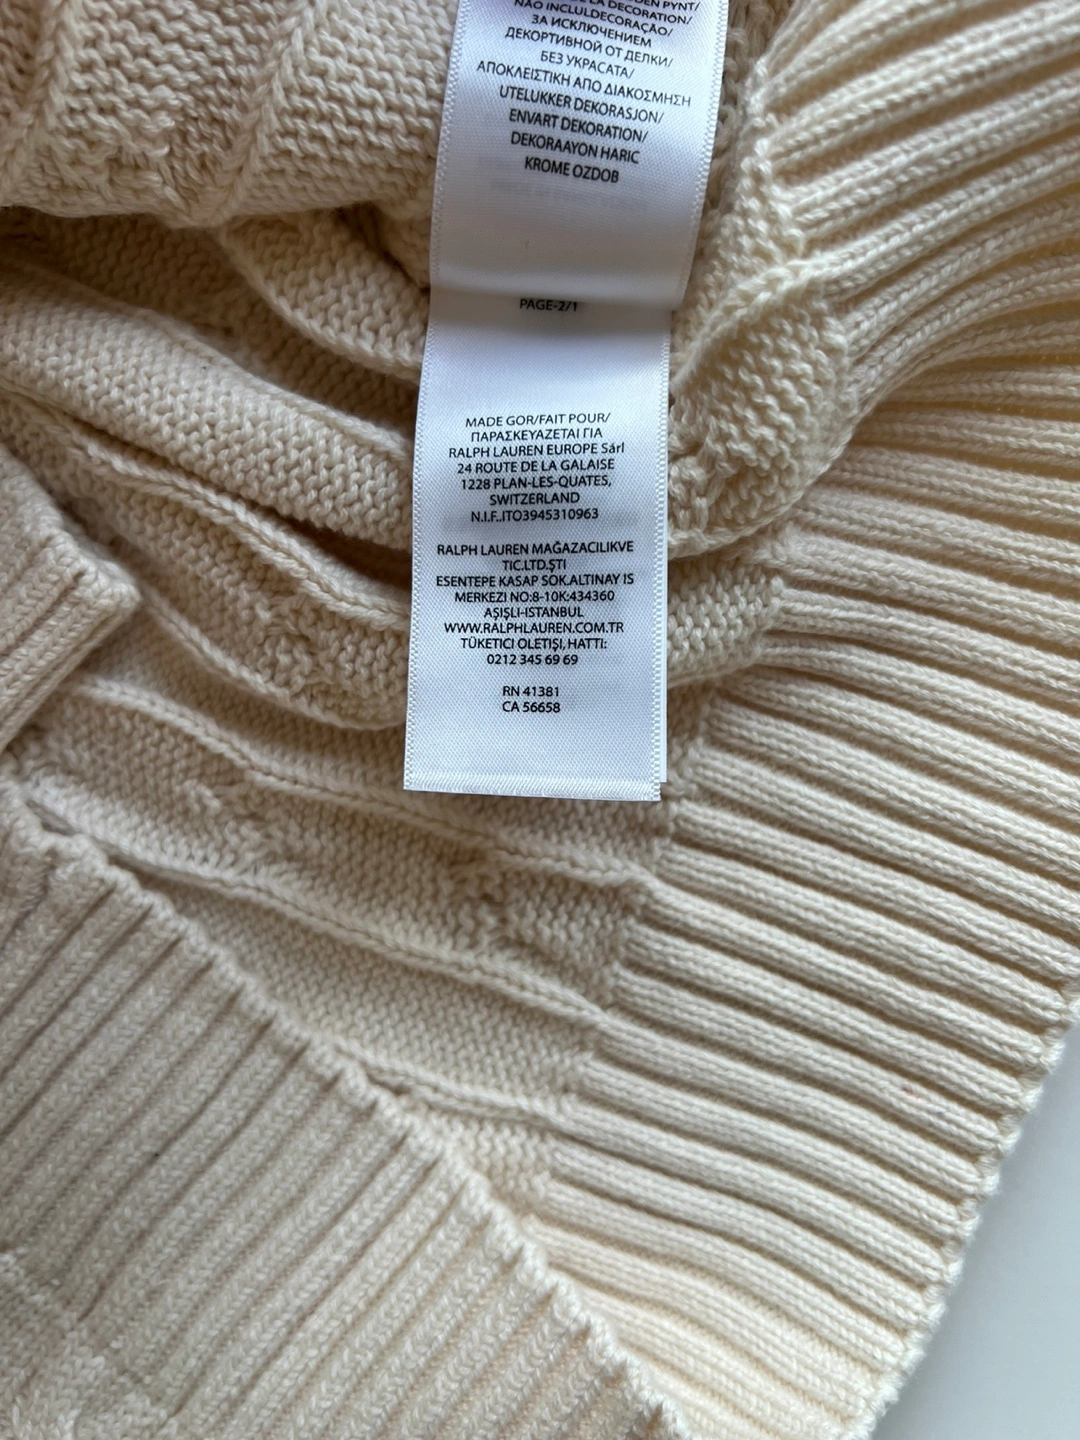 DE LA DECORATION/
NÃO INCLULDECORAÇÃO/
ЗА ИСКЛЮЧЕНИЕМ
ДЕКОРТИВНОЙ ОТ ДЕЛКИ/
БЕЗ УКРАСАТА/
ΑΠΟΚΛΕΙΣΤΙΚΗ ΑΠΟ ΔΙΑΚΟΣΜΗΣΗ
UTELUKKER DEKORASJON/
ENVART DEKORATION/
DEKORAAYON HARIC
KROME OZDOB
PAGE-2/1
MADE GOR/FAIT POUR/
ΠΑΡΑΣΚΕΥΑΖΕΤΑΙ ΓΙΑ
RALPH LAUREN EUROPE Sárl
24 ROUTE DE LA GALAISE
1228 PLAN-LES-QUATES,
SWITZERLAND
N.I.F..ITO3945310963
RALPH LAUREN MAĞAZACILIKVE
TIC.LTD.ŞTI
ESENTEPE KASAP SOK.ALTINAY IS
MERKEZI NO:8-10K:434360
AŞIŞLI-ISTANBUL
WWW.RALPHLAUREN.COM.TR
TÜKETICI OLETIŞI, HATTI:
0212 345 69 69
RN 41381
CA 56658